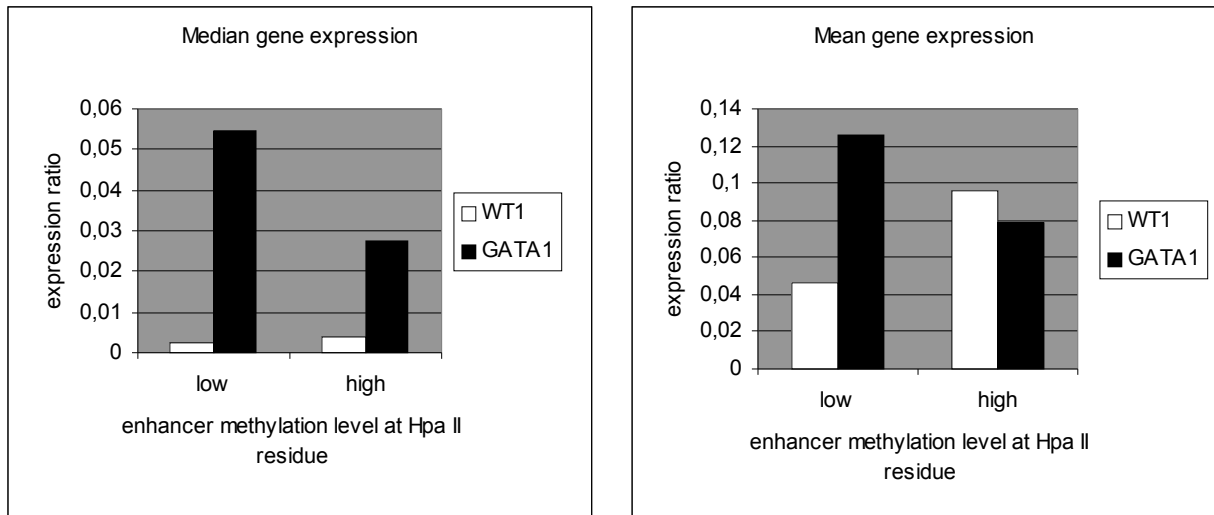 Median gene expression
0,06
0,05
0,04
0,03
0,02
0,01
0
expression ratio
low
high
enhancer methylation level at Hpa II
residue
WT1
GATA1
Mean gene expression
0,14
0,12
0,1
0,08
0,06
0,04
0,02
0
expression ratio
low
high
enhancer methylation level at Hpa II
residue
WT1
GATA1